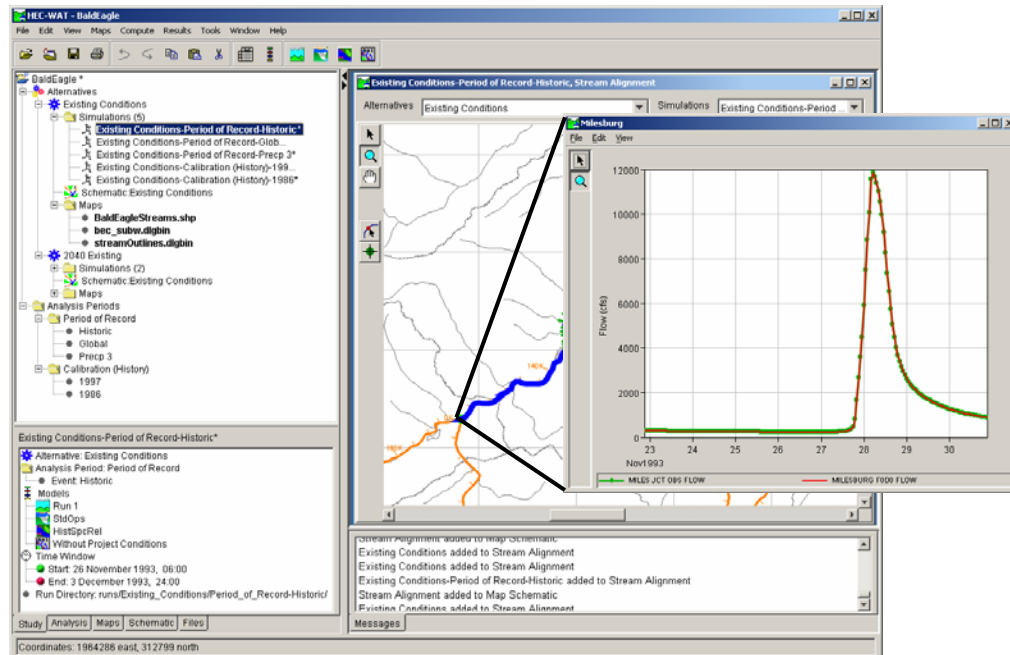 HEC-WAT - BaldEagle
File Edit View Maps Compute Results Tools Window Help
BaldEagle *
Alternatives
Existing Conditions
Simulations (5)
Existing Conditions-Period of Record-Historic*
Existing Conditions-Period of Record-Glob...
Existing Conditions-Period of Record-Precp 3*
Existing Conditions-Calibration (History)-199...
Existing Conditions-Calibration (History)-1986*
Schematic:Existing Conditions
Maps
BaldEagleStreams.shp
bec_subw.dlgbin
streamOutlines.dlgbin
2040 Existing
Simulations (2)
Schematic:Existing Conditions
Maps
Analysis Periods
Period of Record
Historic
Global
Precp 3
Calibration (History)
1997
1986
Existing Conditions-Period of Record-Historic*
Alternative: Existing Conditions
Analysis Period: Period of Record
Event: Historic
Models
Run 1
StdOps
HistSpcRel
Without Project Conditions
Time Window
Start: 26 November 1993, 06:00
End: 3 December 1993, 24:00
Run Directory: runs/Existing_Conditions/Period_of_Record-Historic/
Study Analysis Maps Schematic Files
Coordinates: 1964286 east, 312799 north
Existing Conditions-Period of Record-Historic, Stream Alignment
Alternatives Existing Conditions Simulations Existing Conditions-Period ...
140K
Milesburg
File Edit View
12000
10000
8000
6000
4000
2000
0
Flow (cfs)
23 24 25 26 27 28 29 30
Nov1993
MILES JCT OBS FLOW MILESBURG F0D0 FLOW
Stream Alignment added to Map Schematic
Existing Conditions added to Stream Alignment
Existing Conditions added to Stream Alignment
Existing Conditions-Period of Record-Historic added to Stream Alignment
Stream Alignment added to Map Schematic
Existing Conditions added to Stream Alignment
Messages